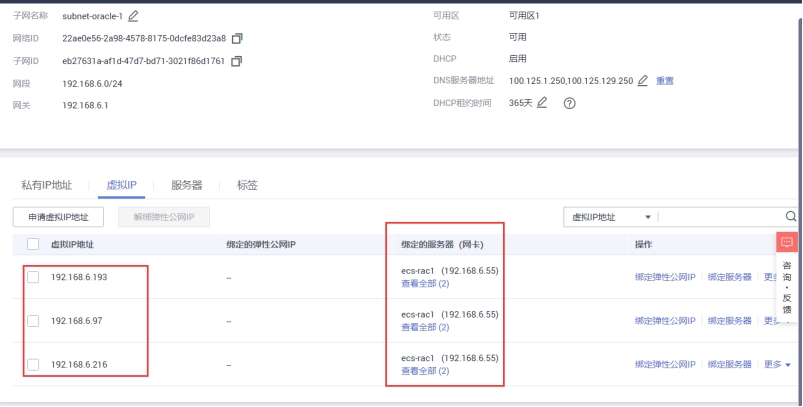 子网名称 subnet-oracle-1 可用区 可用区1
网络ID 22ae0e56-2a98-4578-8175-0dcfe83d23a8 状态 可用
子网ID eb27631a-af1d-47d7-bd71-3021f86d1761 DHCP 启用
网段 192.168.6.0/24 DNS服务器地址 100.125.1.250,100.125.129.250 重置
网关 192.168.6.1 DHCP租约时间 365天
私有IP地址 虚拟IP 服务器 标签
申请虚拟IP地址 解绑弹性公网IP 虚拟IP地址
虚拟IP地址 绑定的弹性公网IP 绑定的服务器（网卡） 操作
192.168.6.193 -- ecs-rac1 (192.168.6.55) 绑定弹性公网IP 绑定服务器
查看全部 (2)
192.168.6.97 -- ecs-rac1 (192.168.6.55) 绑定弹性公网IP 绑定服务器
查看全部 (2)
192.168.6.216 -- ecs-rac1 (192.168.6.55) 绑定弹性公网IP 绑定服务器 更多
查看全部 (2)
咨询·反馈